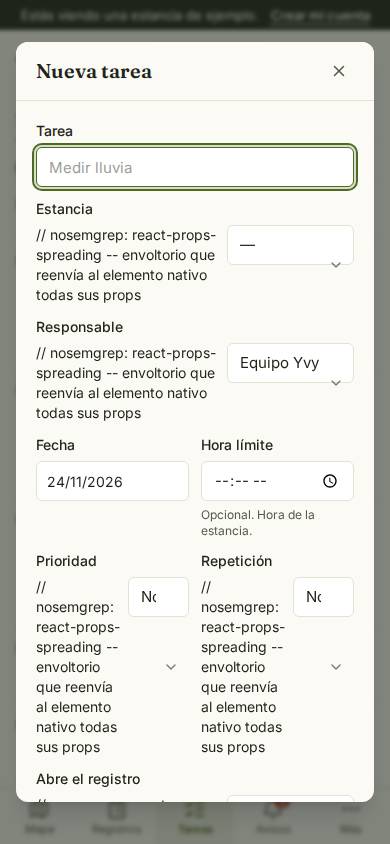 Estás viendo una estancia de ejemplo. Crear mi cuenta
Nueva tarea
Tarea
Medir lluvia
Estancia
// nosemgrep: react-props-
spreading -- envoltorio que
reenvía al elemento nativo
todas sus props
—
Responsable
// nosemgrep: react-props-
spreading -- envoltorio que
reenvía al elemento nativo
todas sus props
Equipo Yvy
Fecha
24/11/2026
Hora límite
--:-- --
Opcional. Hora de la
estancia.
Prioridad
//
nosemgrep:
react-props-
spreading --
envoltorio
que reenvía
al elemento
nativo todas
sus props
No
Repetición
//
nosemgrep:
react-props-
spreading --
envoltorio
que reenvía
al elemento
nativo todas
sus props
No
Abre el registro
Mapa
Registros
Tareas
Avisos
Más